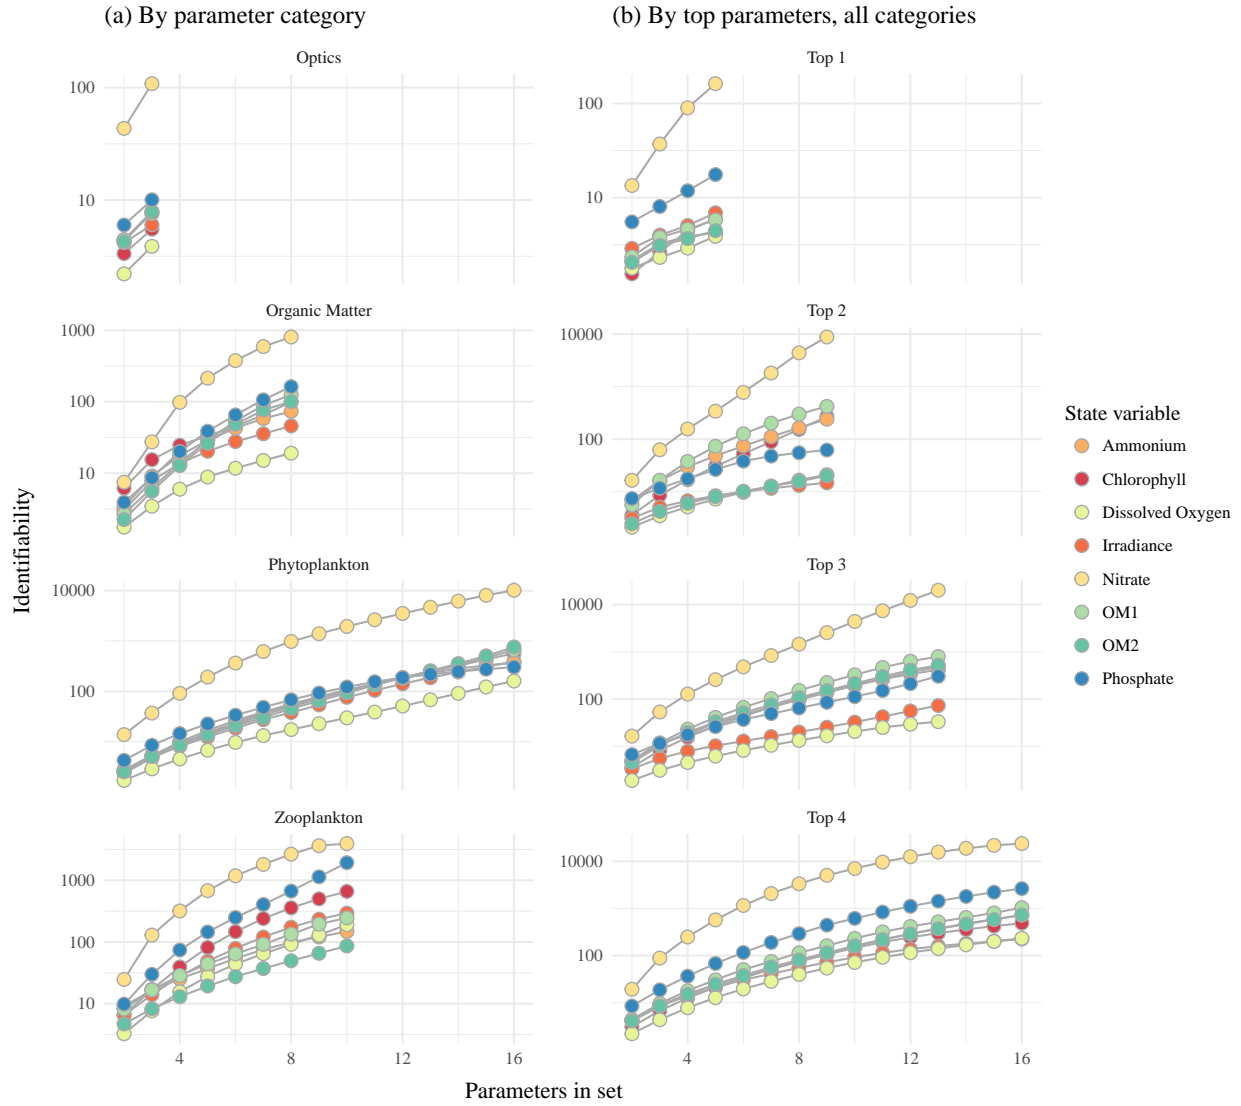 (a) By parameter category
(b) By top parameters, all categories
Optics
100
10
Organic Matter
1000
100
10
Phytoplankton
10000
100
Zooplankton
1000
100
10
4
8
12
16
Top 1
100
10
Top 2
10000
100
Top 3
10000
100
Top 4
10000
100
4
8
12
16
Identifiability
Parameters in set
State variable
Ammonium
Chlorophyll
Dissolved Oxygen
Irradiance
Nitrate
OM1
OM2
Phosphate